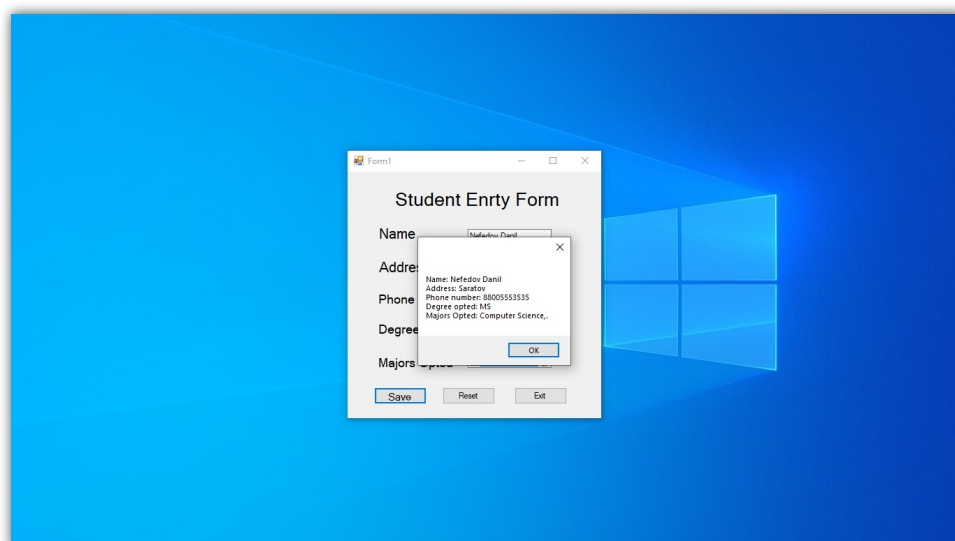 Form1
Student Enrty Form
Name
Nefedov Danil
Addres
Phone
Degree
Majors Opted
Name: Nefedov Danil
Address: Saratov
Phone number: 88005553535
Degree opted: MS
Majors Opted: Computer Science,.
OK
Save
Reset
Exit